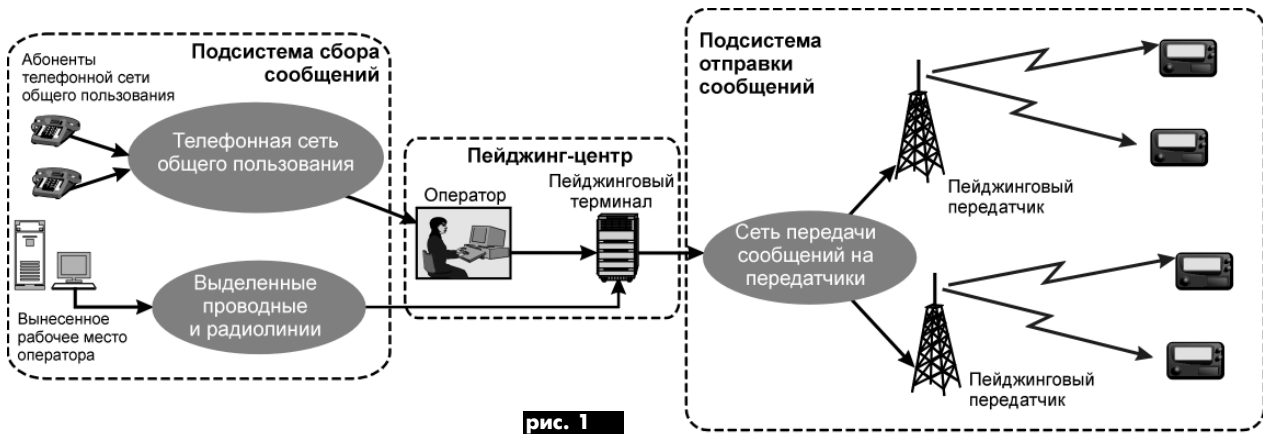 Подсистема сбора
сообщений
Абоненты
телефонной сети
общего пользования
Телефонная сеть
общего пользования
Вынесенное
рабочее место
оператора
Выделенные
проводные
и радиолинии
Пейджинг-центр
Оператор
Пейджинговый
терминал
Подсистема
отправки
сообщений
Сеть передачи
сообщений на
передатчики
Пейджинговый
передатчик
Пейджинговый
передатчик
рис. 1